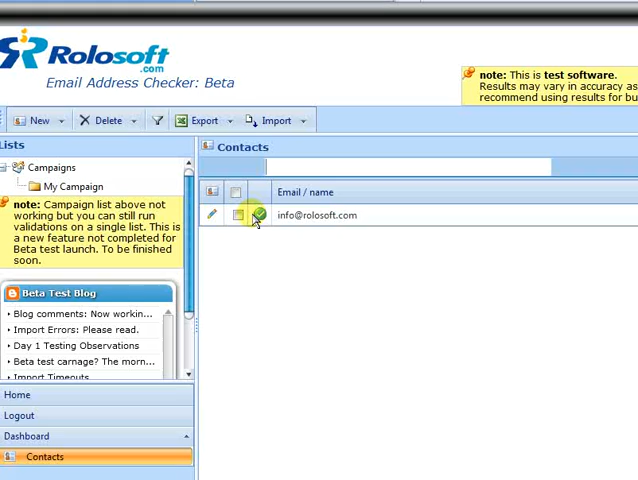 Rolosoft
.com
Email Address Checker: Beta
note: This is test software.
Results may vary in accuracy as
recommend using results for bu
New
Delete
Export
Import
Lists
Contacts
Campaigns
My Campaign
note: Campaign list above not
working but you can still run
validations on a single list. This is
a new feature not completed for
Beta test launch. To be finished
soon.
Email / name
info@rolosoft.com
Beta Test Blog
Blog comments: Now workin...
Import Errors: Please read.
Day 1 Testing Observations
Beta test carnage? The morn...
Import Timeouts
Home
Logout
Dashboard
Contacts